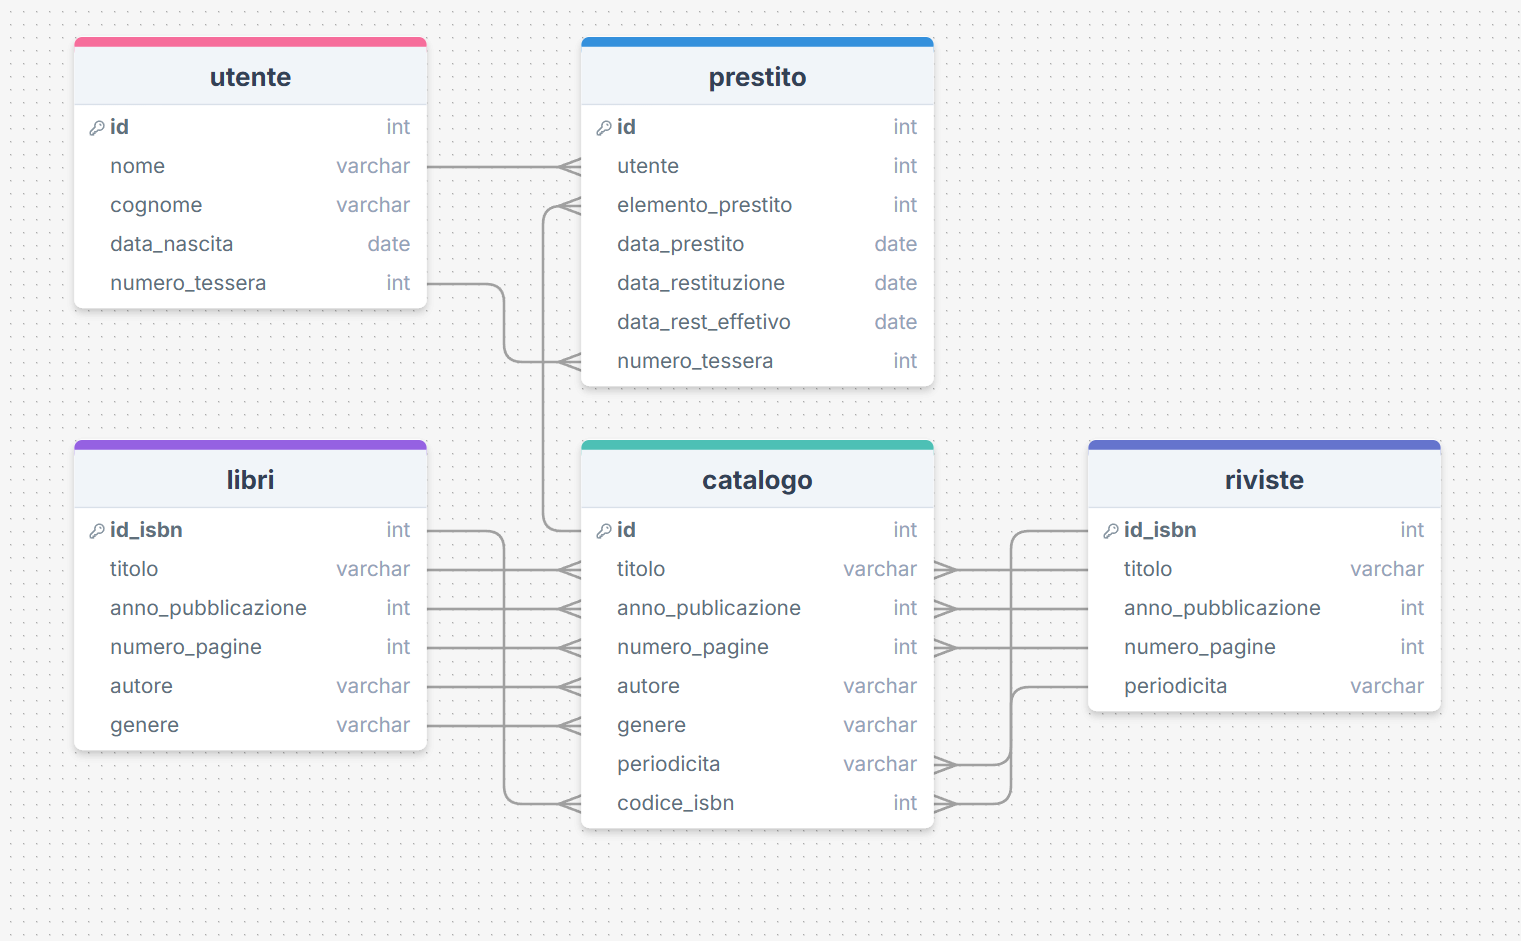 utente
id int
nome varchar
cognome varchar
data_nascita date
numero_tessera int
prestito
id int
utente int
elemento_prestito int
data_prestito date
data_restituzione date
data_rest_effetivo date
numero_tessera int
libri
id_isbn int
titolo varchar
anno_pubblicazione int
numero_pagine int
autore varchar
genere varchar
catalogo
id int
titolo varchar
anno_publicazione int
numero_pagine int
autore varchar
genere varchar
periodicita varchar
codice_isbn int
riviste
id_isbn int
titolo varchar
anno_pubblicazione int
numero_pagine int
periodicita varchar